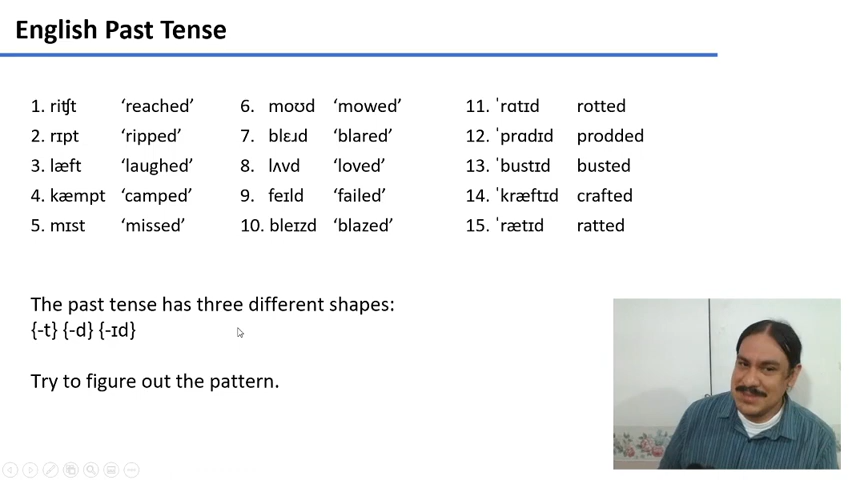 English Past Tense
1. riʧt ‘reached’
2. rɪpt ‘ripped’
3. læft ‘laughed’
4. kæmpt ‘camped’
5. mɪst ‘missed’
6. moʊd ‘mowed’
7. blɛɹd ‘blared’
8. lʌvd ‘loved’
9. feɪld ‘failed’
10. bleɪzd ‘blazed’
11. ˈrɑtɪd rotted
12. ˈprɑdɪd prodded
13. ˈbustɪd busted
14. ˈkræftɪd crafted
15. ˈrætɪd ratted
The past tense has three different shapes:
{-t} {-d} {-ɪd}
Try to figure out the pattern.